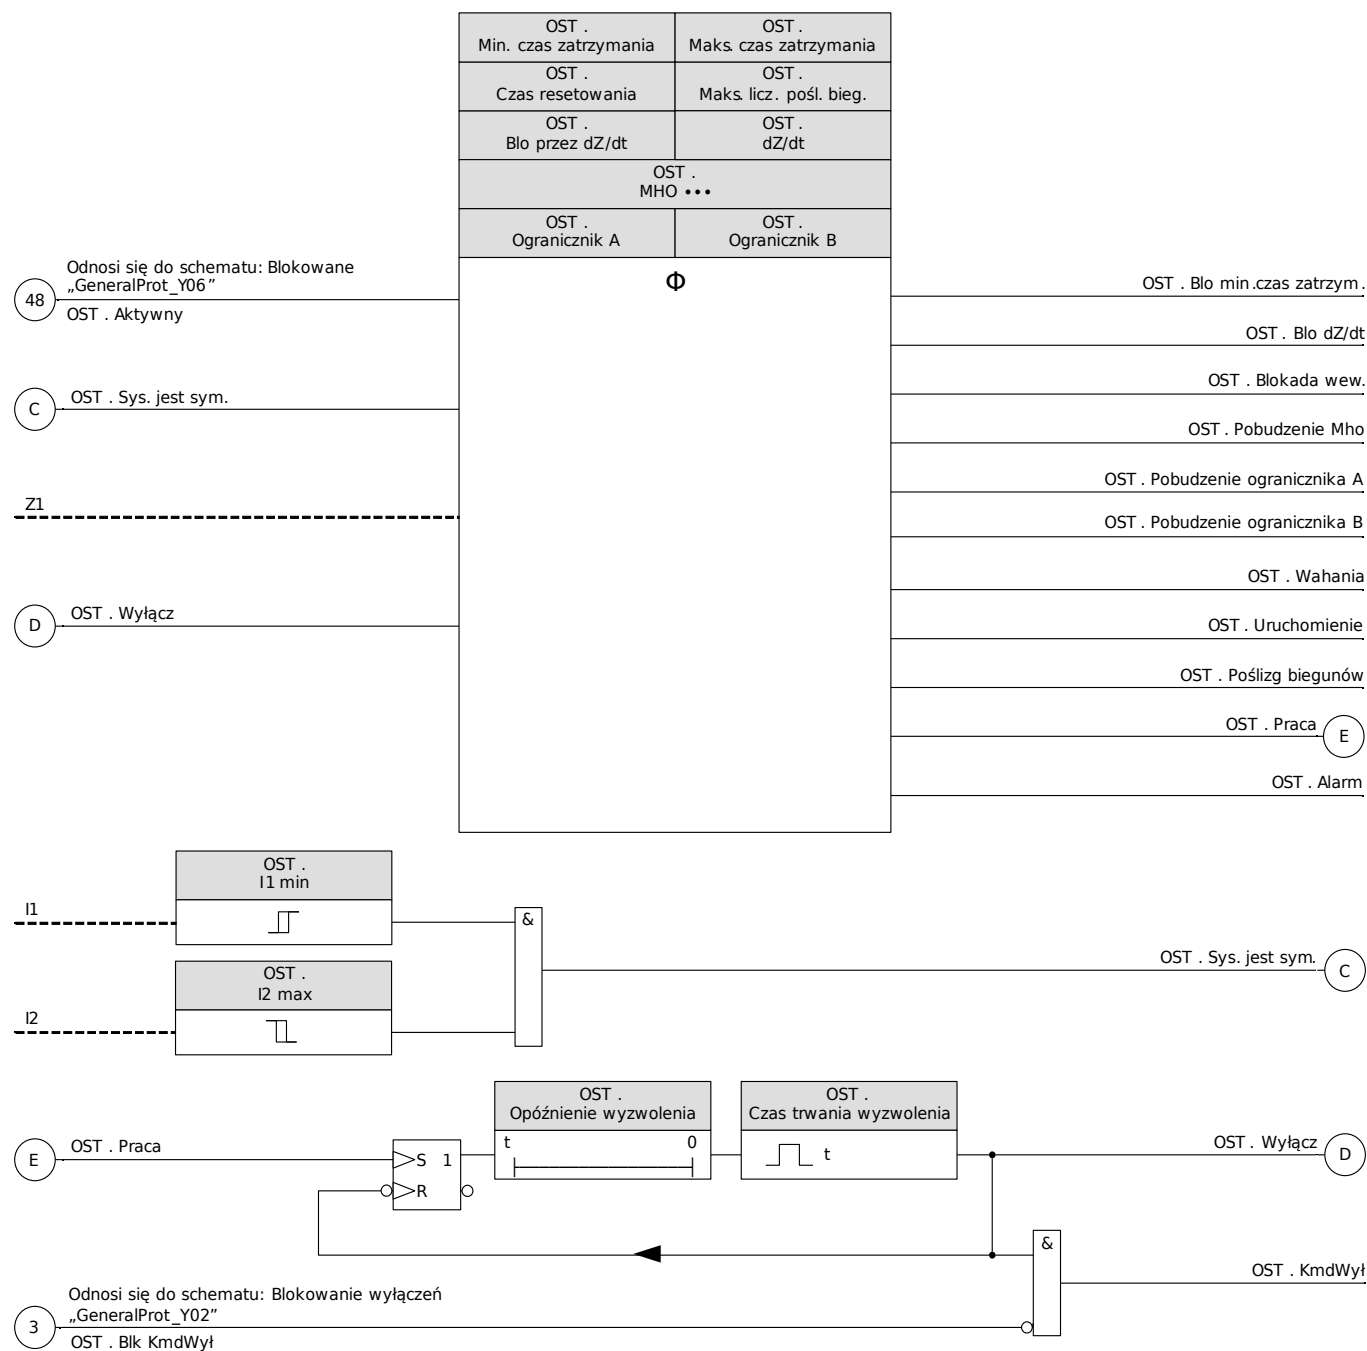 OST .
Min. czas zatrzymania
OST .
Maks. czas zatrzymania
OST .
Czas resetowania
OST .
Maks. licz. pośl. bieg.
OST .
Blo przez dZ/dt
OST .
dZ/dt
OST .
MHO •••
OST .
Ogranicznik A
OST .
Ogranicznik B
Φ
Odnosi się do schematu: Blokowane
„GeneralProt_Y06”
48
OST . Aktywny
OST . Sys. jest sym.
C
Z1
OST . Wyłącz
D
OST . Blo min.czas zatrzym.
OST . Blo dZ/dt
OST . Blokada wew.
OST . Pobudzenie Mho
OST . Pobudzenie ogranicznika A
OST . Pobudzenie ogranicznika B
OST . Wahania
OST . Uruchomienie
OST . Poślizg biegunów
OST . Praca
E
OST . Alarm
OST .
I1 min
I1
&
OST .
I2 max
I2
OST . Sys. jest sym.
C
OST .
Opóźnienie wyzwolenia
t 0
OST .
Czas trwania wyzwolenia
t
OST . Praca
E
S 1
R
OST . Wyłącz
D
&
OST . KmdWył
Odnosi się do schematu: Blokowanie wyłączeń
„GeneralProt_Y02”
3
OST . Blk KmdWył